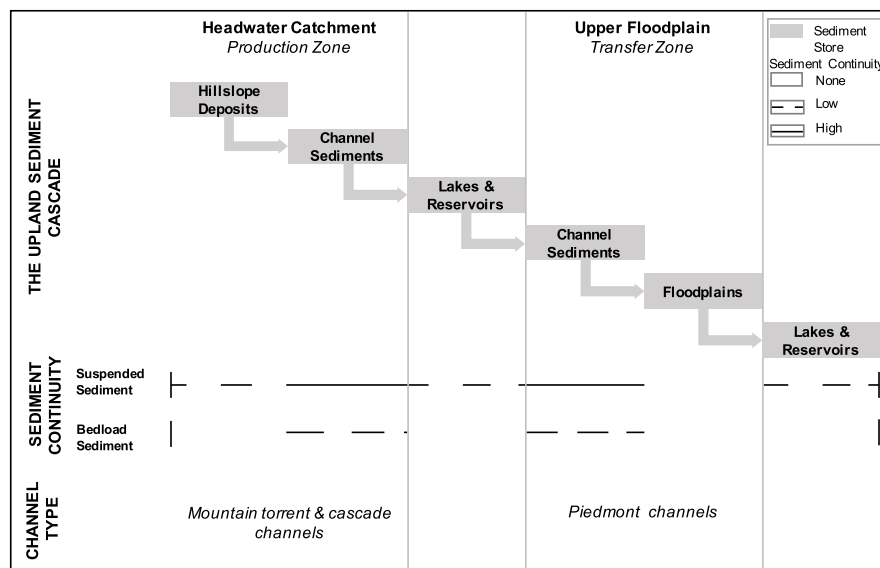 Headwater Catchment
Production Zone
Upper Floodplain
Transfer Zone
Sediment
Store
Sediment Continuity
None
Low
High
THE UPLAND SEDIMENT
CASCADE
Hillslope
Deposits
Channel
Sediments
Lakes &
Reservoirs
Channel
Sediments
Floodplains
Lakes &
Reservoirs
SEDIMENT
CONTINUITY
Suspended
Sediment
Bedload
Sediment
CHANNEL
TYPE
Mountain torrent & cascade
channels
Piedmont channels